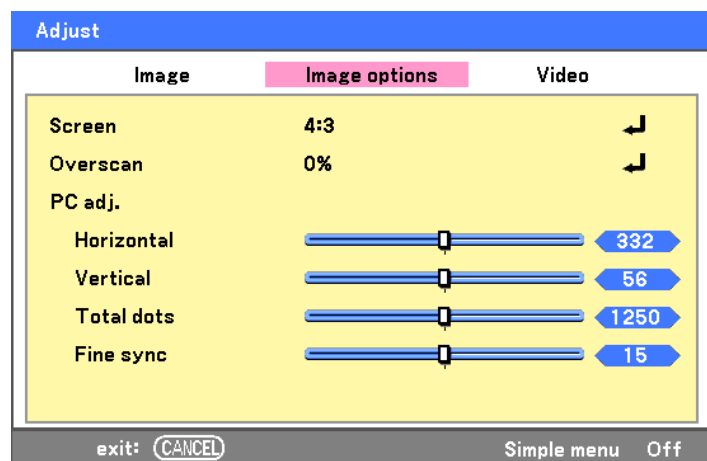 Adjust
Image Image options Video
Screen 4:3
Overscan 0%
PC adj.
Horizontal 332
Vertical 56
Total dots 1250
Fine sync 15
exit: CANCEL Simple menu Off